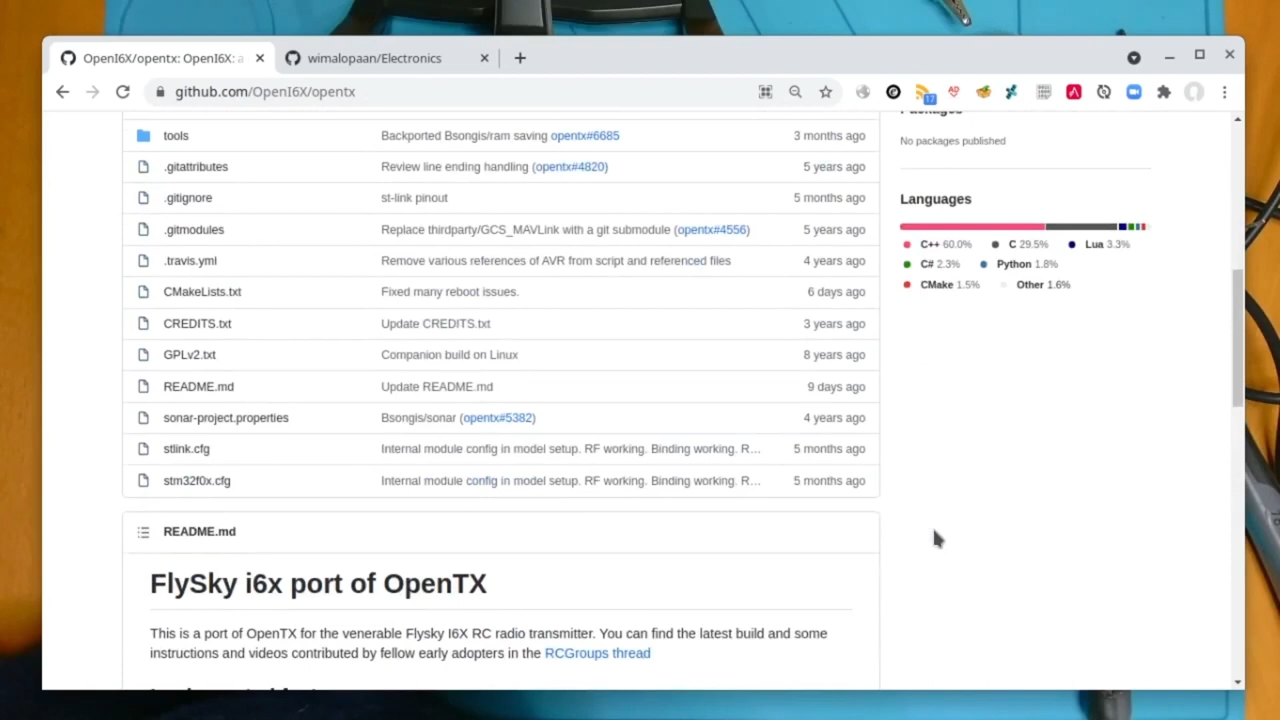 OpenI6X/opentx: OpenI6X: a
wimalopaan/Electronics
github.com/OpenI6X/opentx
17
tools Backported Bsongis/ram saving opentx#6685 3 months ago
.gitattributes Review line ending handling (opentx#4820) 5 years ago
.gitignore st-link pinout 5 months ago
.gitmodules Replace thirdparty/GCS_MAVLink with a git submodule (opentx#4556) 5 years ago
.travis.yml Remove various references of AVR from script and referenced files 4 years ago
CMakeLists.txt Fixed many reboot issues. 6 days ago
CREDITS.txt Update CREDITS.txt 3 years ago
GPLv2.txt Companion build on Linux 8 years ago
README.md Update README.md 9 days ago
sonar-project.properties Bsongis/sonar (opentx#5382) 4 years ago
stlink.cfg Internal module config in model setup. RF working. Binding working. R… 5 months ago
stm32f0x.cfg Internal module config in model setup. RF working. Binding working. R… 5 months ago
Packages
No packages published
Languages
C++ 60.0% C 29.5% Lua 3.3%
C# 2.3% Python 1.8%
CMake 1.5% Other 1.6%
README.md
FlySky i6x port of OpenTX
This is a port of OpenTX for the venerable Flysky I6X RC radio transmitter. You can find the latest build and some
instructions and videos contributed by fellow early adopters in the RCGroups thread